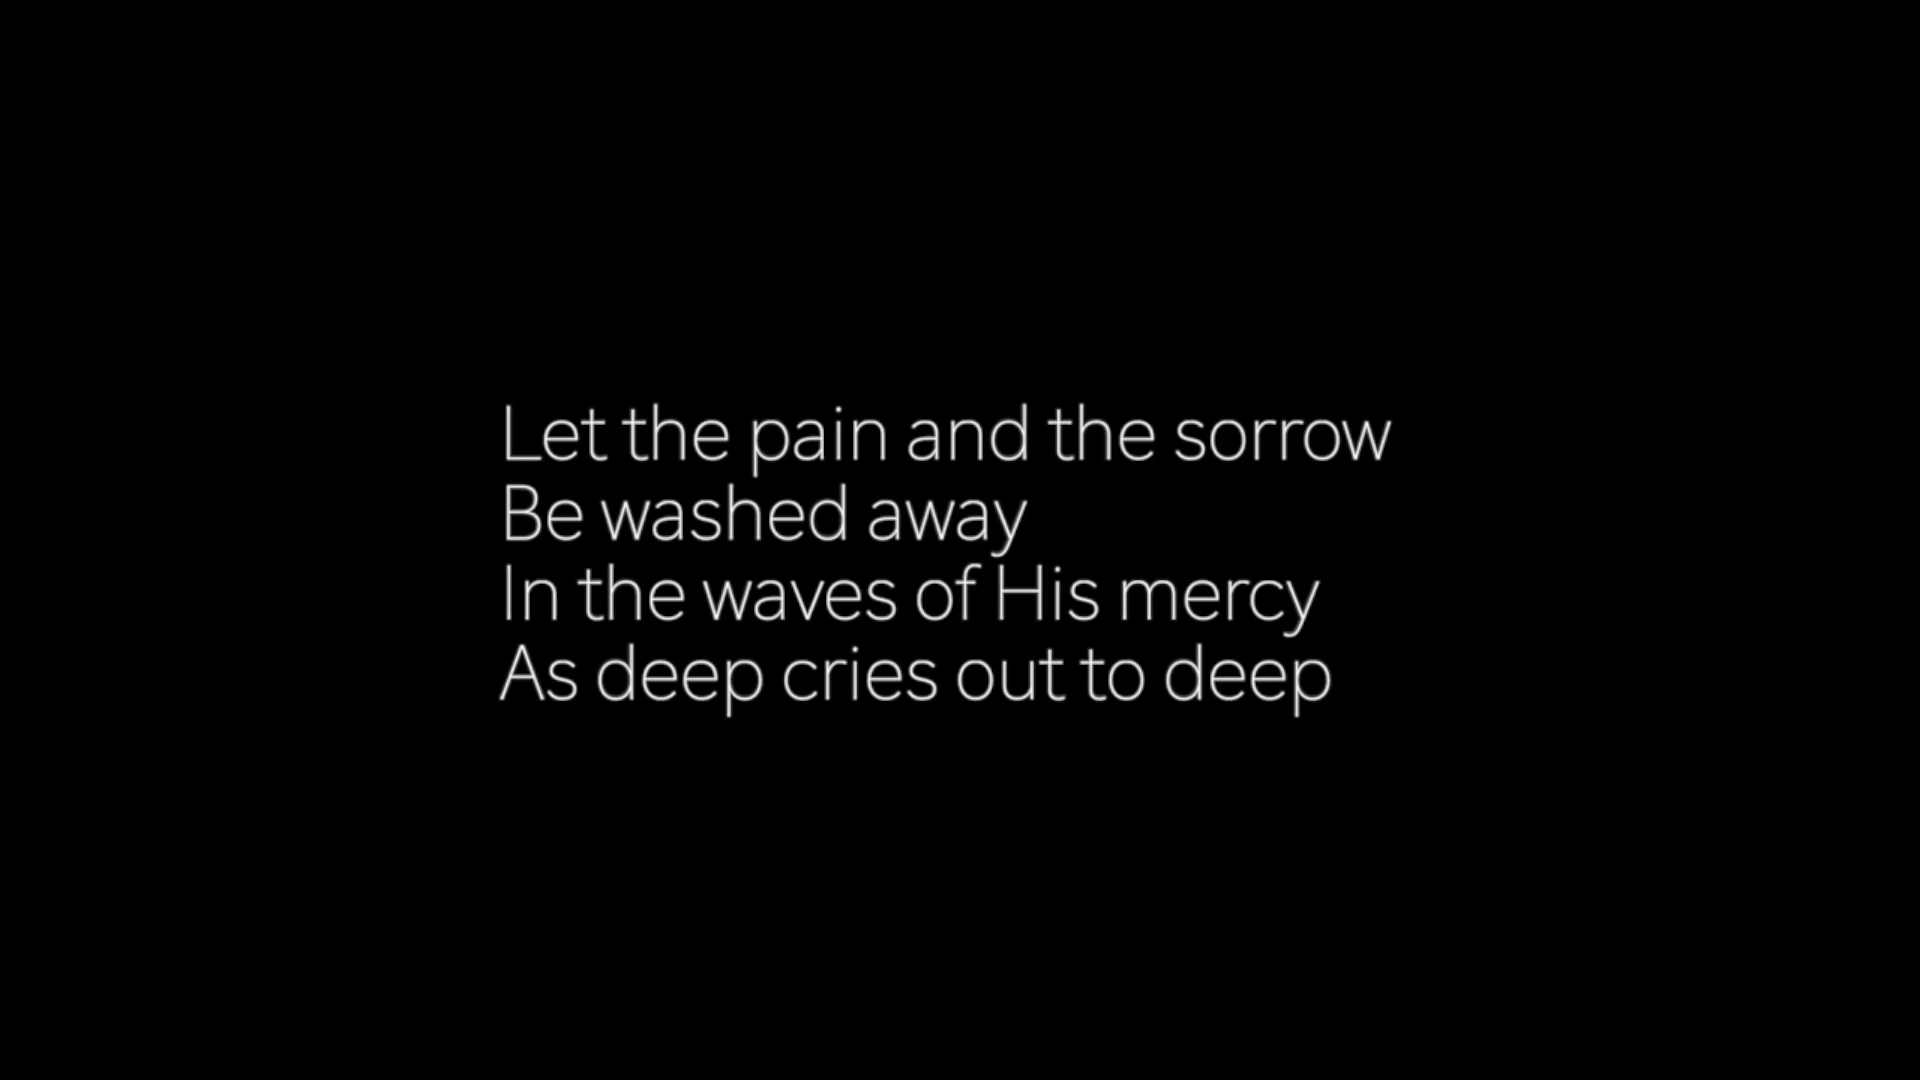 Let the pain and the sorrow
Be washed away
In the waves of His mercy
As deep cries out to deep